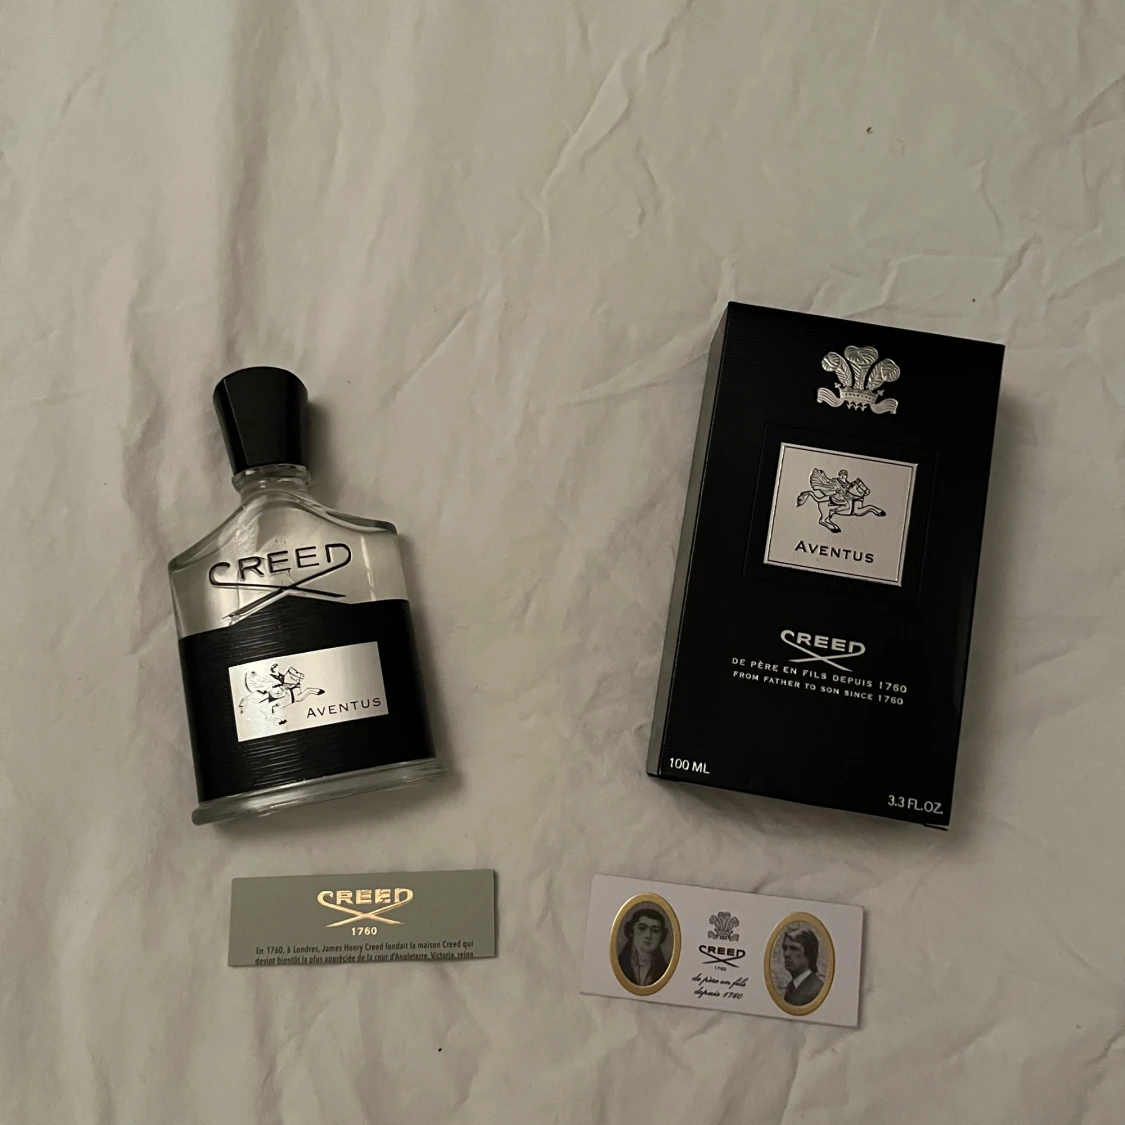 CREED
AVENTUS
AVENTUS
CREED
DE PÈRE EN FILS DEPUIS 1760
FROM FATHER TO SON SINCE 1760
100 ML
3.3 FL.OZ.
CREED
1760
En 1760, à Londres, James Henry Creed fondait la maison Creed qui
devint bientôt la plus appréciée de la cour d'Angleterre. Victoria, reine
CREED
1760
de père en fils
depuis 1760